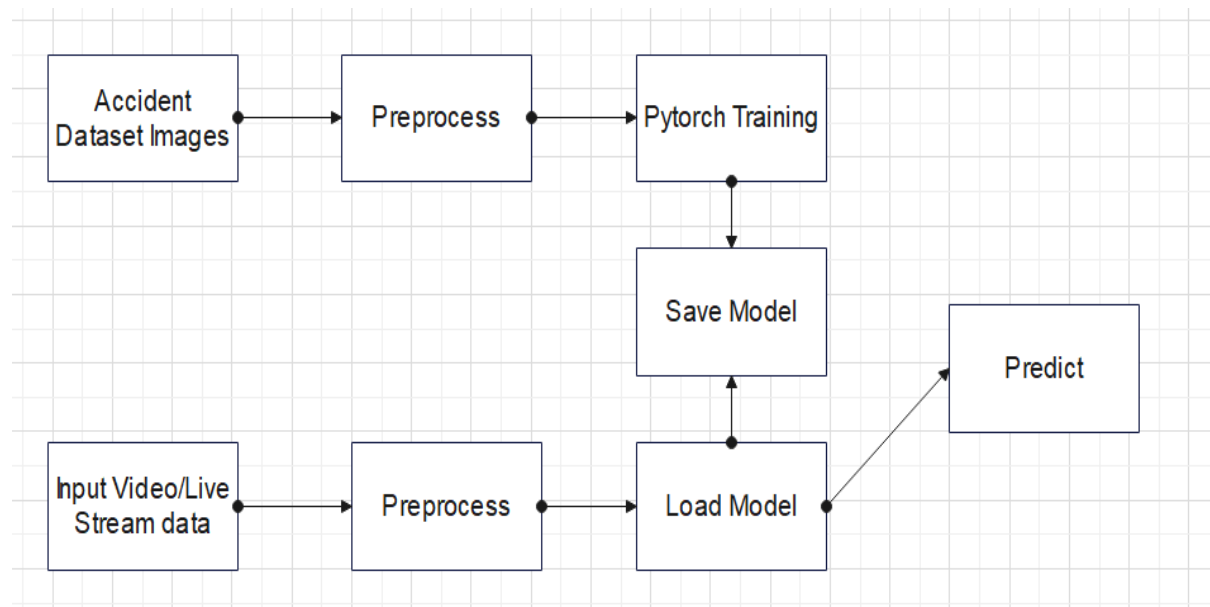 Accident
Dataset Images
Preprocess
Pytorch Training
Save Model
Predict
Input Video/Live
Stream data
Preprocess
Load Model